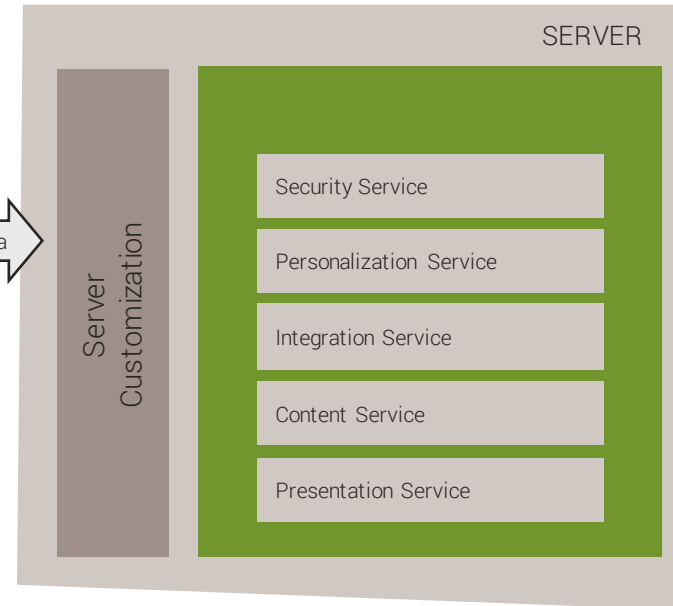 SERVER
a
Server
Customization
Security Service
Personalization Service
Integration Service
Content Service
Presentation Service